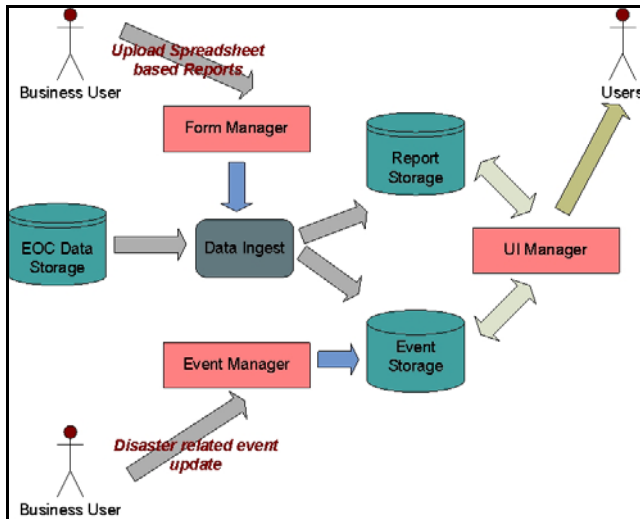 Upload Spreadsheet
based Reports
Business User
Users
Form Manager
Report
Storage
EOC Data
Storage
Data Ingest
UI Manager
Event Manager
Event
Storage
Disaster related event
update
Business User